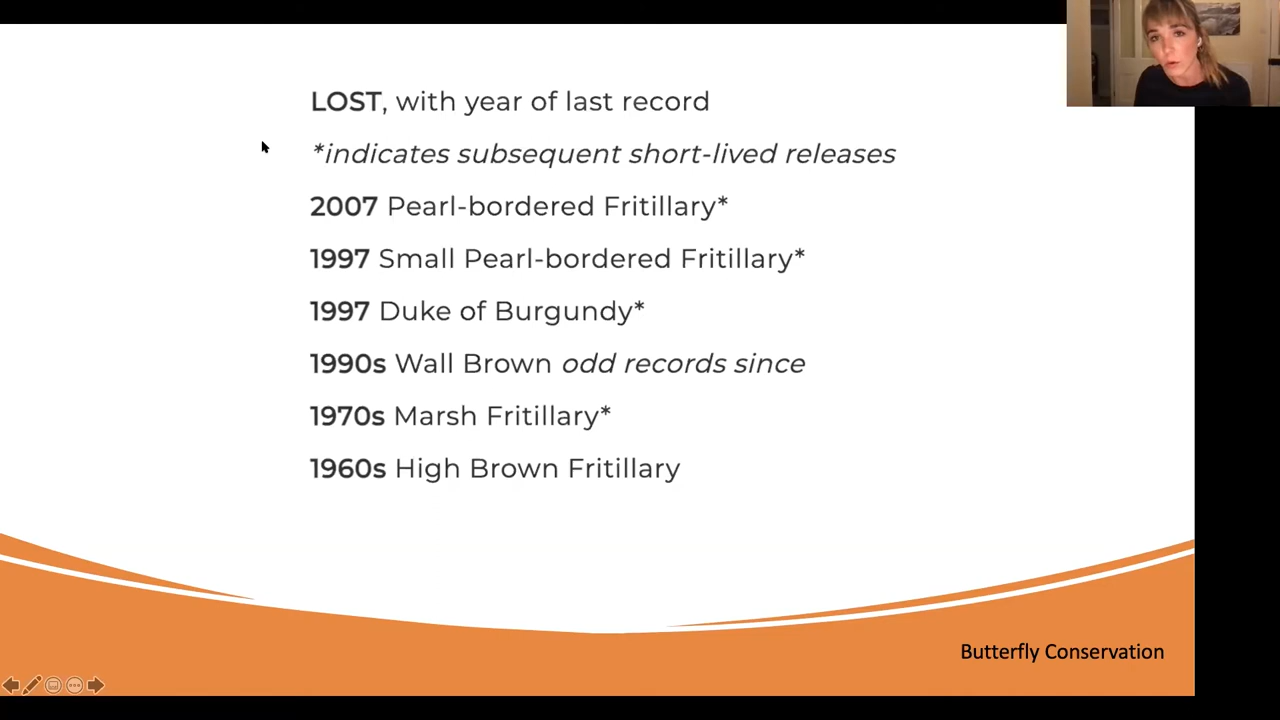 LOST, with year of last record
*indicates subsequent short-lived releases
2007 Pearl-bordered Fritillary*
1997 Small Pearl-bordered Fritillary*
1997 Duke of Burgundy*
1990s Wall Brown odd records since
1970s Marsh Fritillary*
1960s High Brown Fritillary
Butterfly Conservation